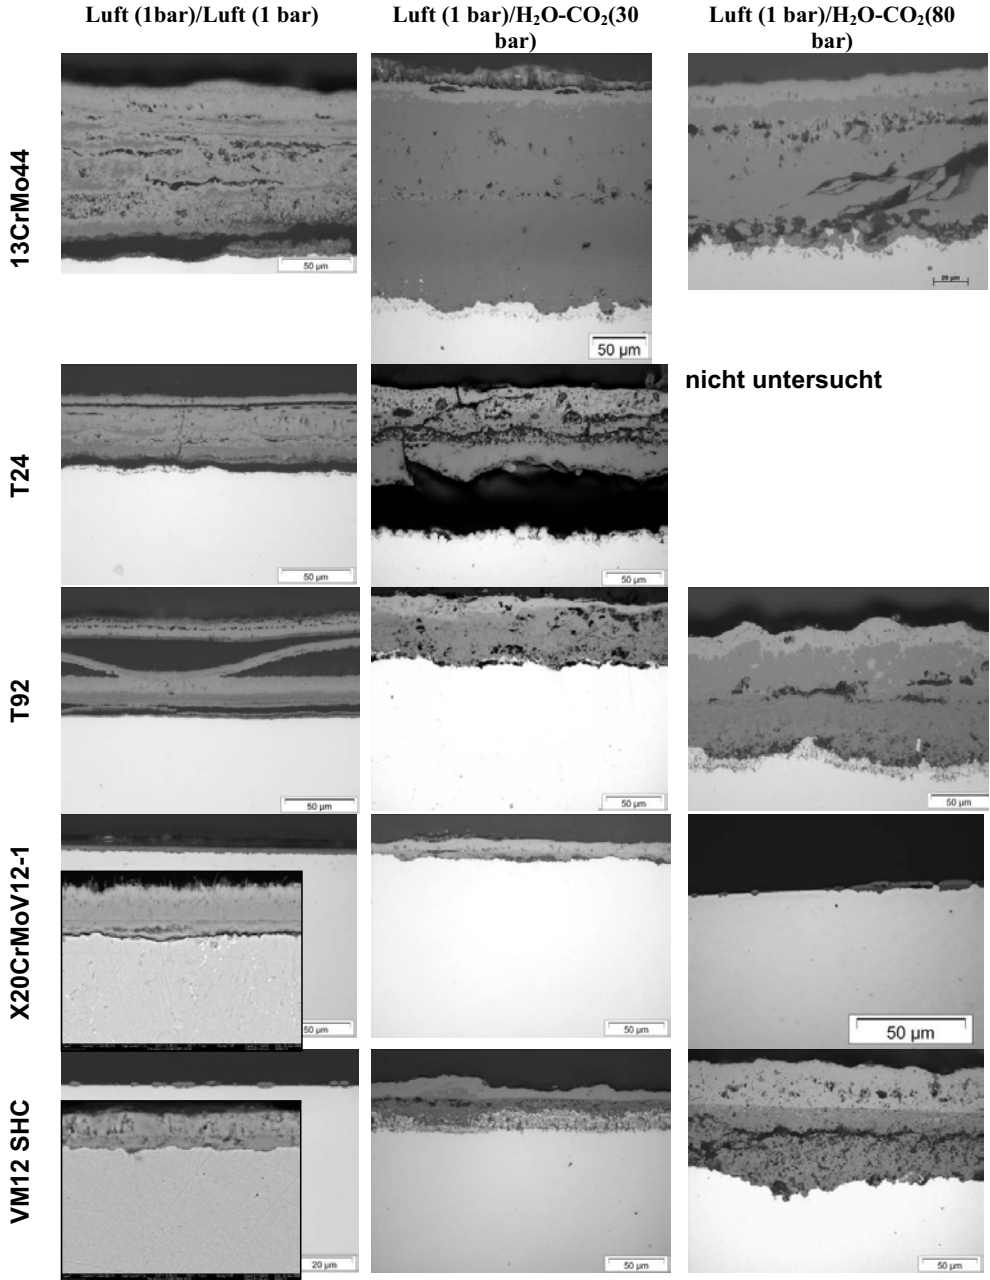 Luft (1bar)/Luft (1 bar)
Luft (1 bar)/H₂O-CO₂(30
bar)
Luft (1 bar)/H₂O-CO₂(80
bar)
13CrMo44
50 µm
50 µm
20 µm
T24
50 µm
50 µm
nicht untersucht
T92
50 µm
50 µm
50 µm
X20CrMoV12-1
50 µm
50 µm
50 µm
VM12 SHC
20 µm
50 µm
50 µm